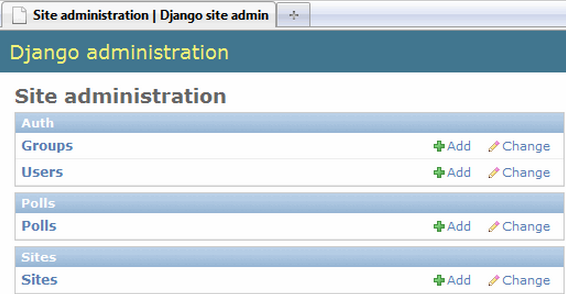 Site administration | Django site admin
Django administration
Site administration
Auth
Groups Add Change
Users Add Change
Polls
Polls Add Change
Sites
Sites Add Change